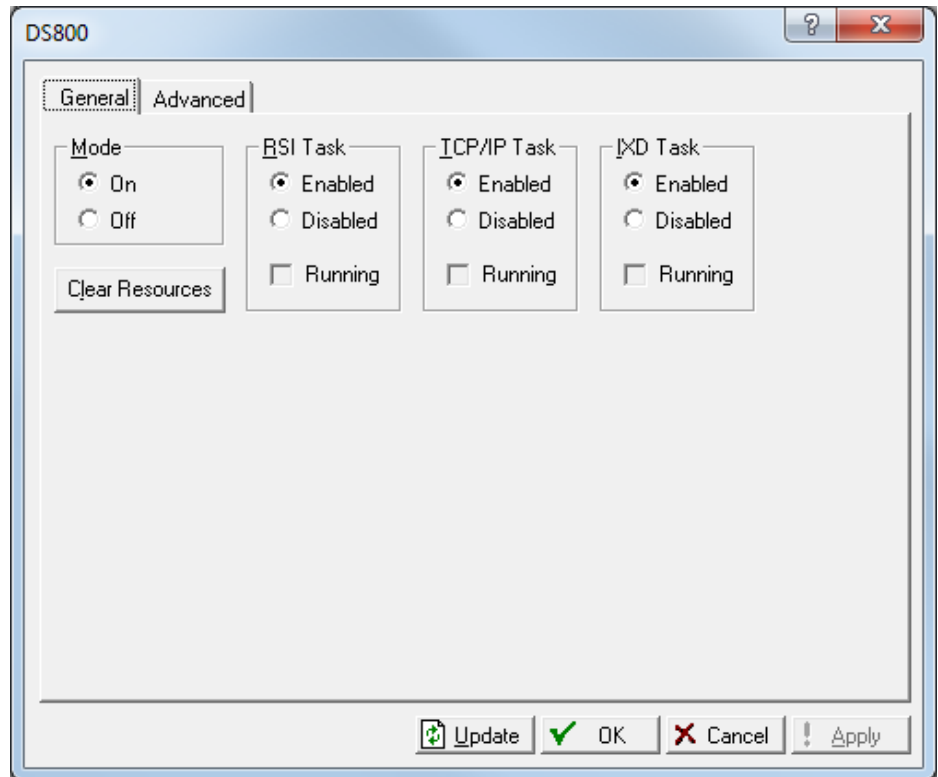 DS800
General Advanced
Mode
On
Off
Clear Resources
RSI Task
Enabled
Disabled
Running
TCP/IP Task
Enabled
Disabled
Running
IXD Task
Enabled
Disabled
Running
Update OK Cancel Apply